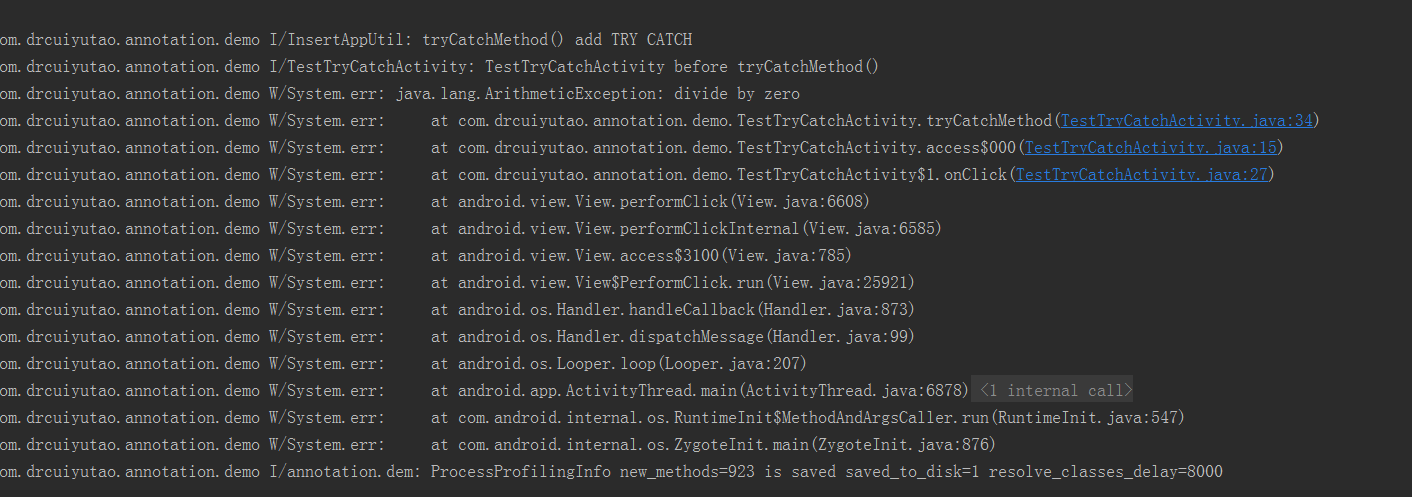 om.drcuiyutao.annotation.demo I/InsertAppUtil: tryCatchMethod() add TRY CATCH
om.drcuiyutao.annotation.demo I/TestTryCatchActivity: TestTryCatchActivity before tryCatchMethod()
om.drcuiyutao.annotation.demo W/System.err: java.lang.ArithmeticException: divide by zero
om.drcuiyutao.annotation.demo W/System.err:     at com.drcuiyutao.annotation.demo.TestTryCatchActivity.tryCatchMethod(TestTryCatchActivity.java:34)
om.drcuiyutao.annotation.demo W/System.err:     at com.drcuiyutao.annotation.demo.TestTryCatchActivity.access$000(TestTryCatchActivity.java:15)
om.drcuiyutao.annotation.demo W/System.err:     at com.drcuiyutao.annotation.demo.TestTryCatchActivity$1.onClick(TestTryCatchActivity.java:27)
om.drcuiyutao.annotation.demo W/System.err:     at android.view.View.performClick(View.java:6608)
om.drcuiyutao.annotation.demo W/System.err:     at android.view.View.performClickInternal(View.java:6585)
om.drcuiyutao.annotation.demo W/System.err:     at android.view.View.access$3100(View.java:785)
om.drcuiyutao.annotation.demo W/System.err:     at android.view.View$PerformClick.run(View.java:25921)
om.drcuiyutao.annotation.demo W/System.err:     at android.os.Handler.handleCallback(Handler.java:873)
om.drcuiyutao.annotation.demo W/System.err:     at android.os.Handler.dispatchMessage(Handler.java:99)
om.drcuiyutao.annotation.demo W/System.err:     at android.os.Looper.loop(Looper.java:207)
om.drcuiyutao.annotation.demo W/System.err:     at android.app.ActivityThread.main(ActivityThread.java:6878) <1 internal call>
om.drcuiyutao.annotation.demo W/System.err:     at com.android.internal.os.RuntimeInit$MethodAndArgsCaller.run(RuntimeInit.java:547)
om.drcuiyutao.annotation.demo W/System.err:     at com.android.internal.os.ZygoteInit.main(ZygoteInit.java:876)
om.drcuiyutao.annotation.demo I/annotation.dem: ProcessProfilingInfo new_methods=923 is saved saved_to_disk=1 resolve_classes_delay=8000